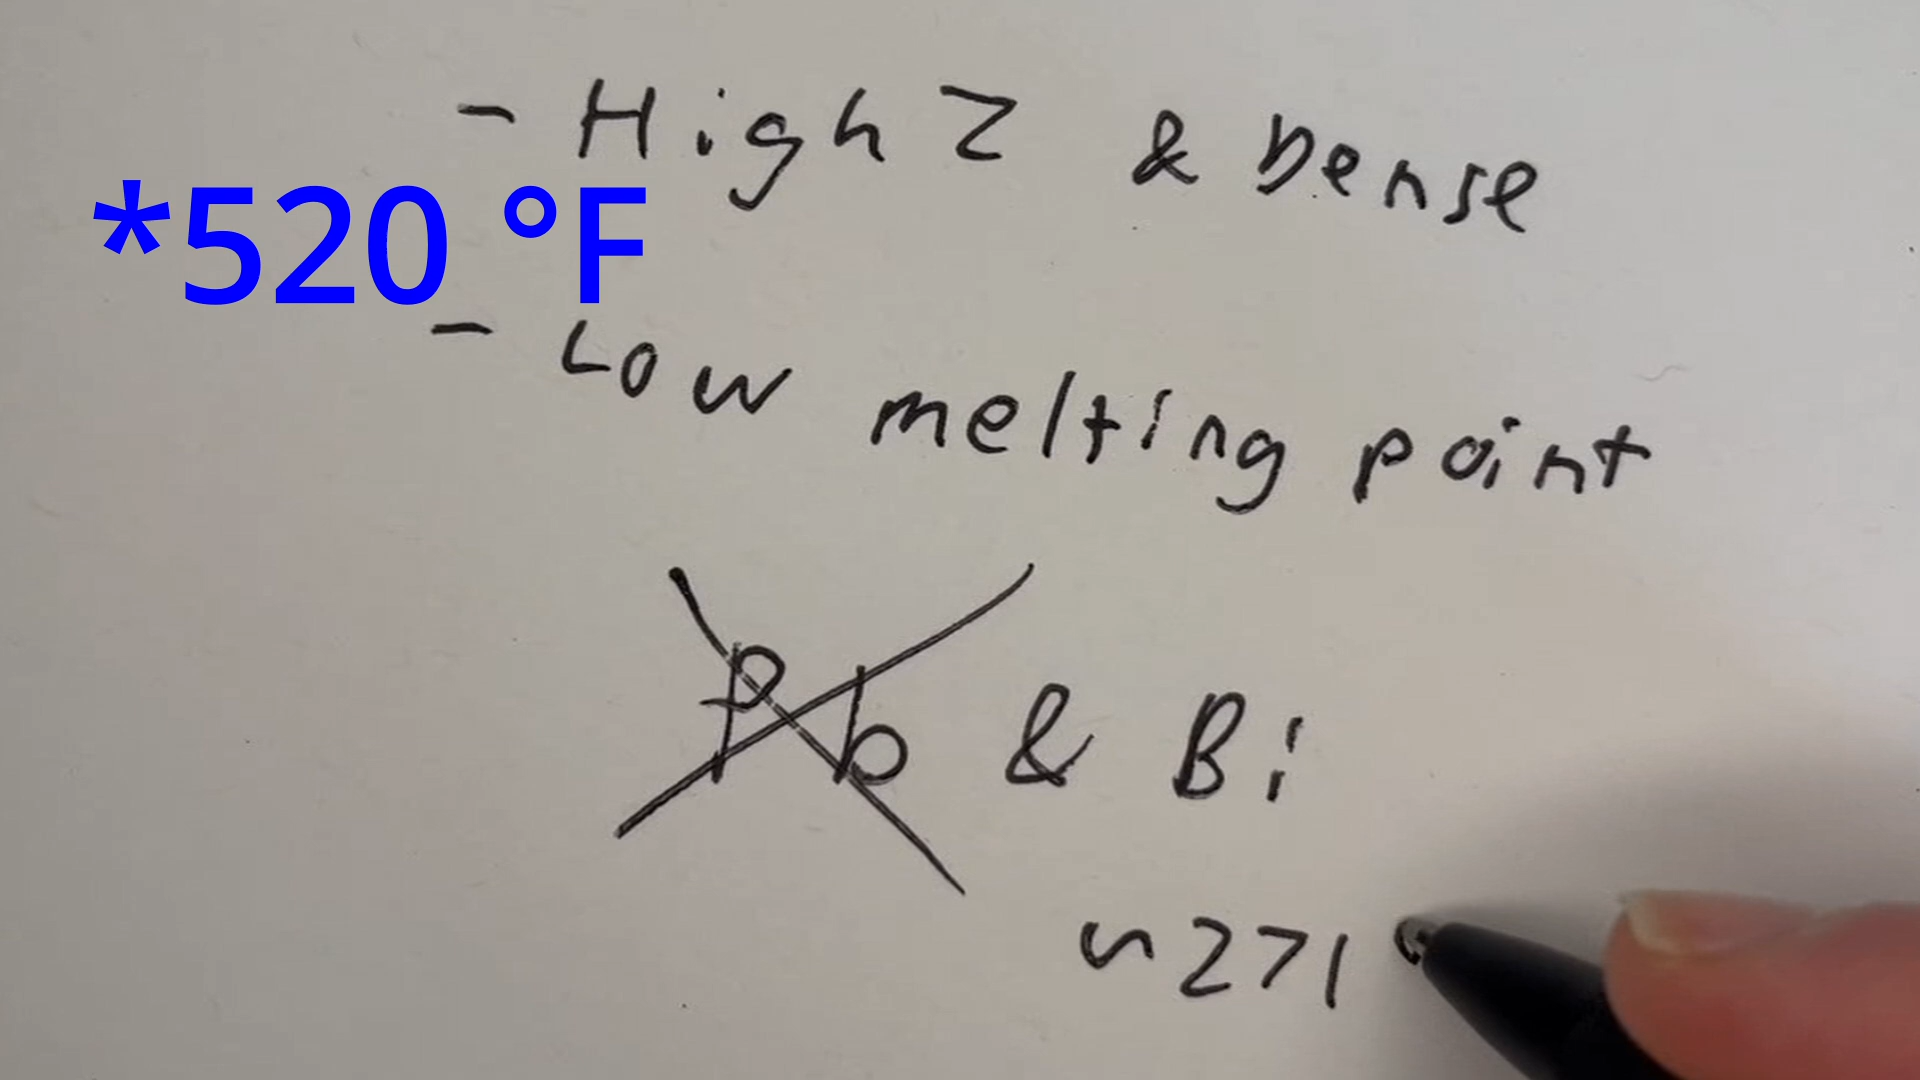 - High Z & Dense
*520 °F
- Low melting point
Pb & Bi
~271